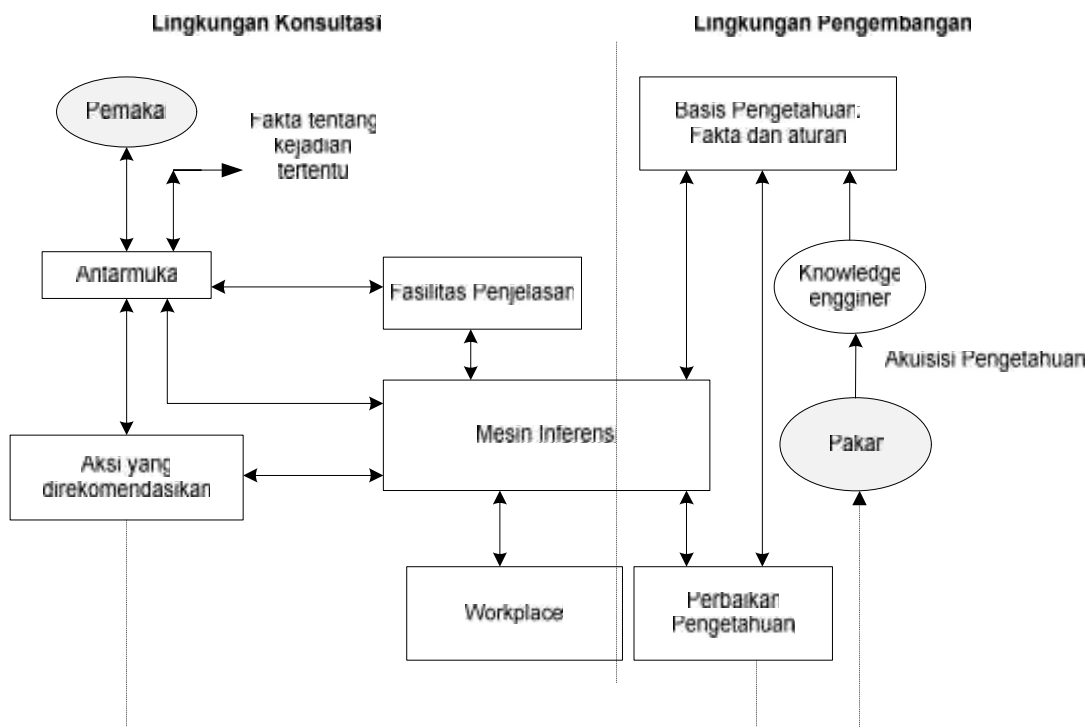 Lingkungan Konsultasi
Lingkungan Pengembangan
Pemakai
Fakta tentang
kejadian
tertentu
Basis Pengetahuan:
Fakta dan aturan
Antarmuka
Fasilitas Penjelasan
Knowledge
engginer
Akuisisi Pengetahuan
Mesin Inferensi
Pakar
Aksi yang
direkomendasikan
Workplace
Perbaikan
Pengetahuan